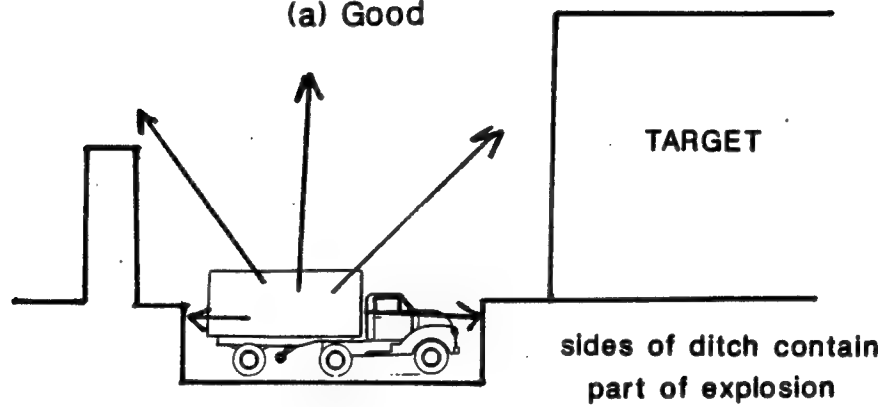 (a) Good
TARGET
sides of ditch contain
part of explosion